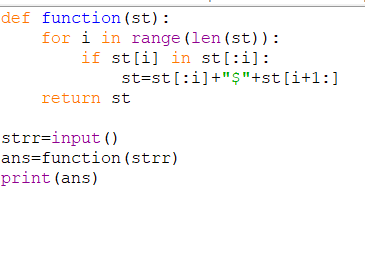 def function(st):
    for i in range(len(st)):
        if st[i] in st[:i]:
            st=st[:i]+"$"+st[i+1:]
    return st

strr=input()
ans=function(strr)
print(ans)